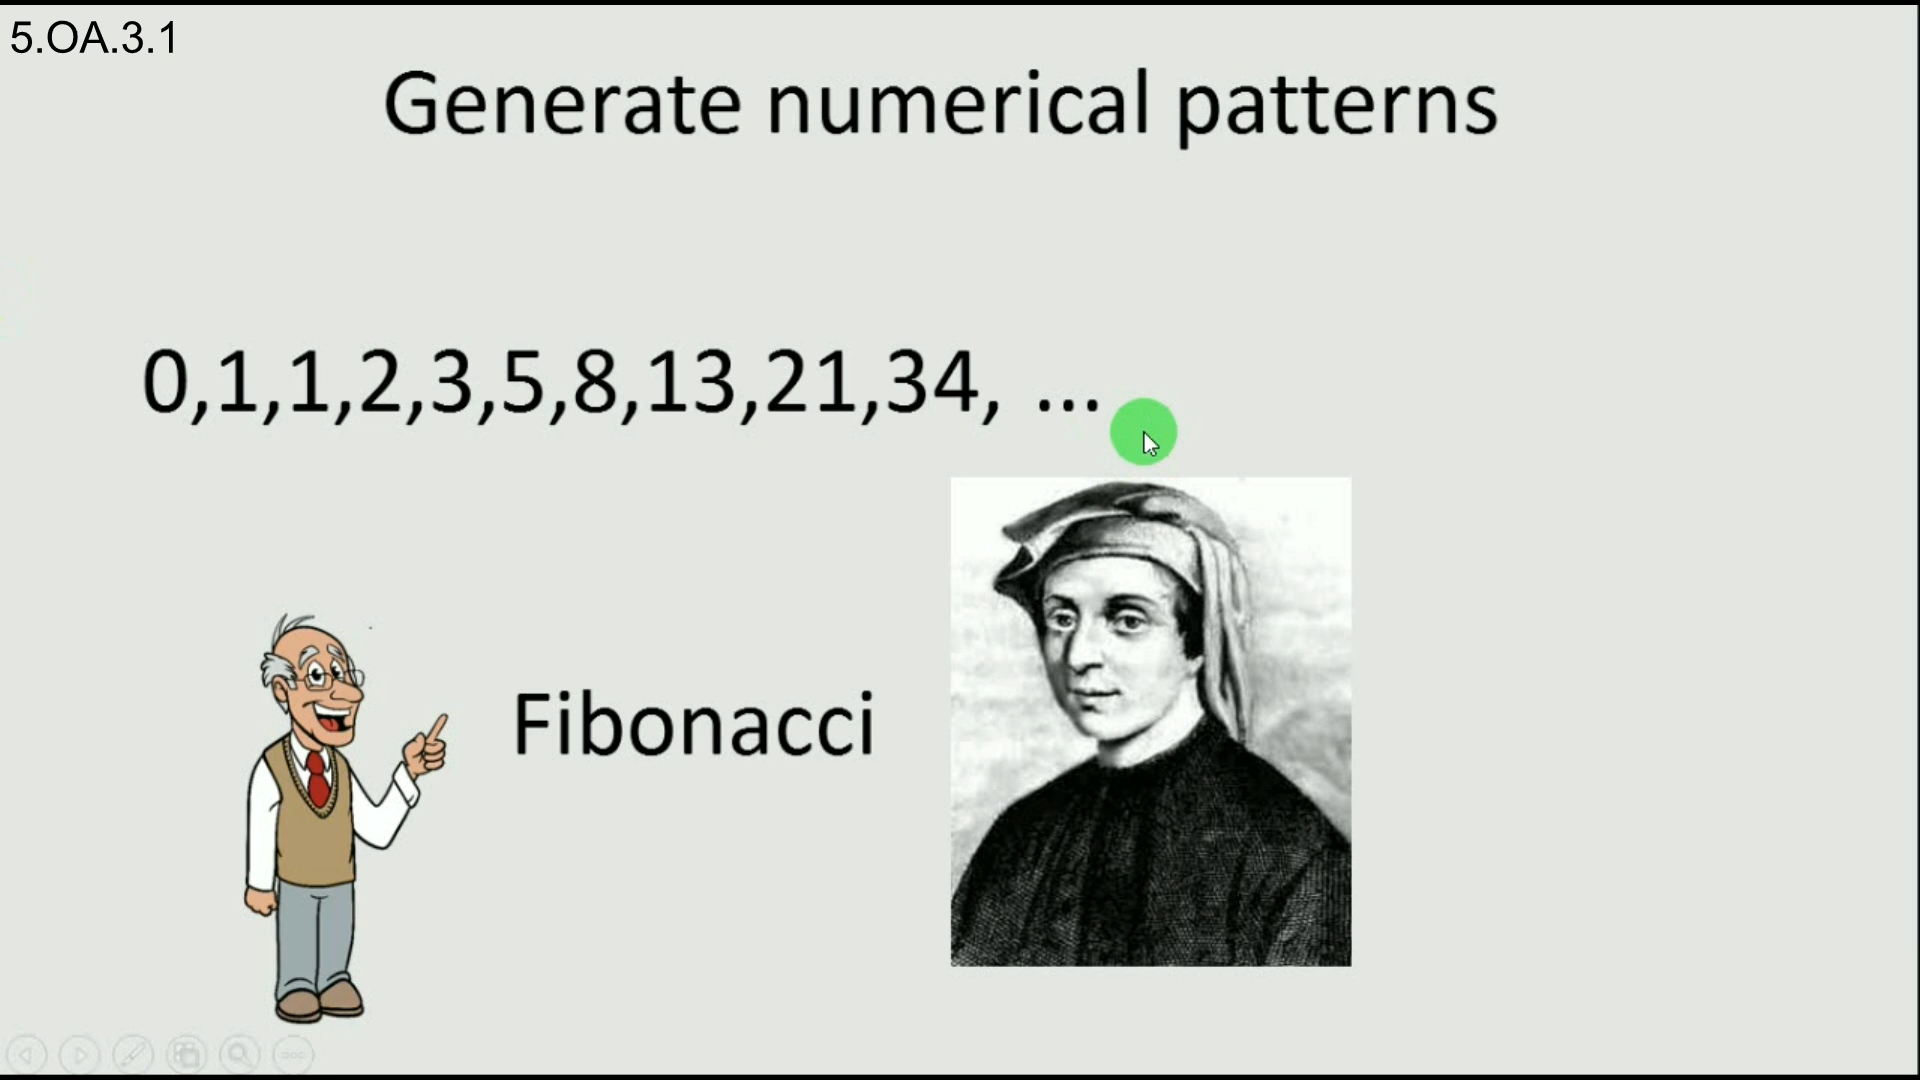 5.OA.3.1
Generate numerical patterns
0,1,1,2,3,5,8,13,21,34, ...
Fibonacci